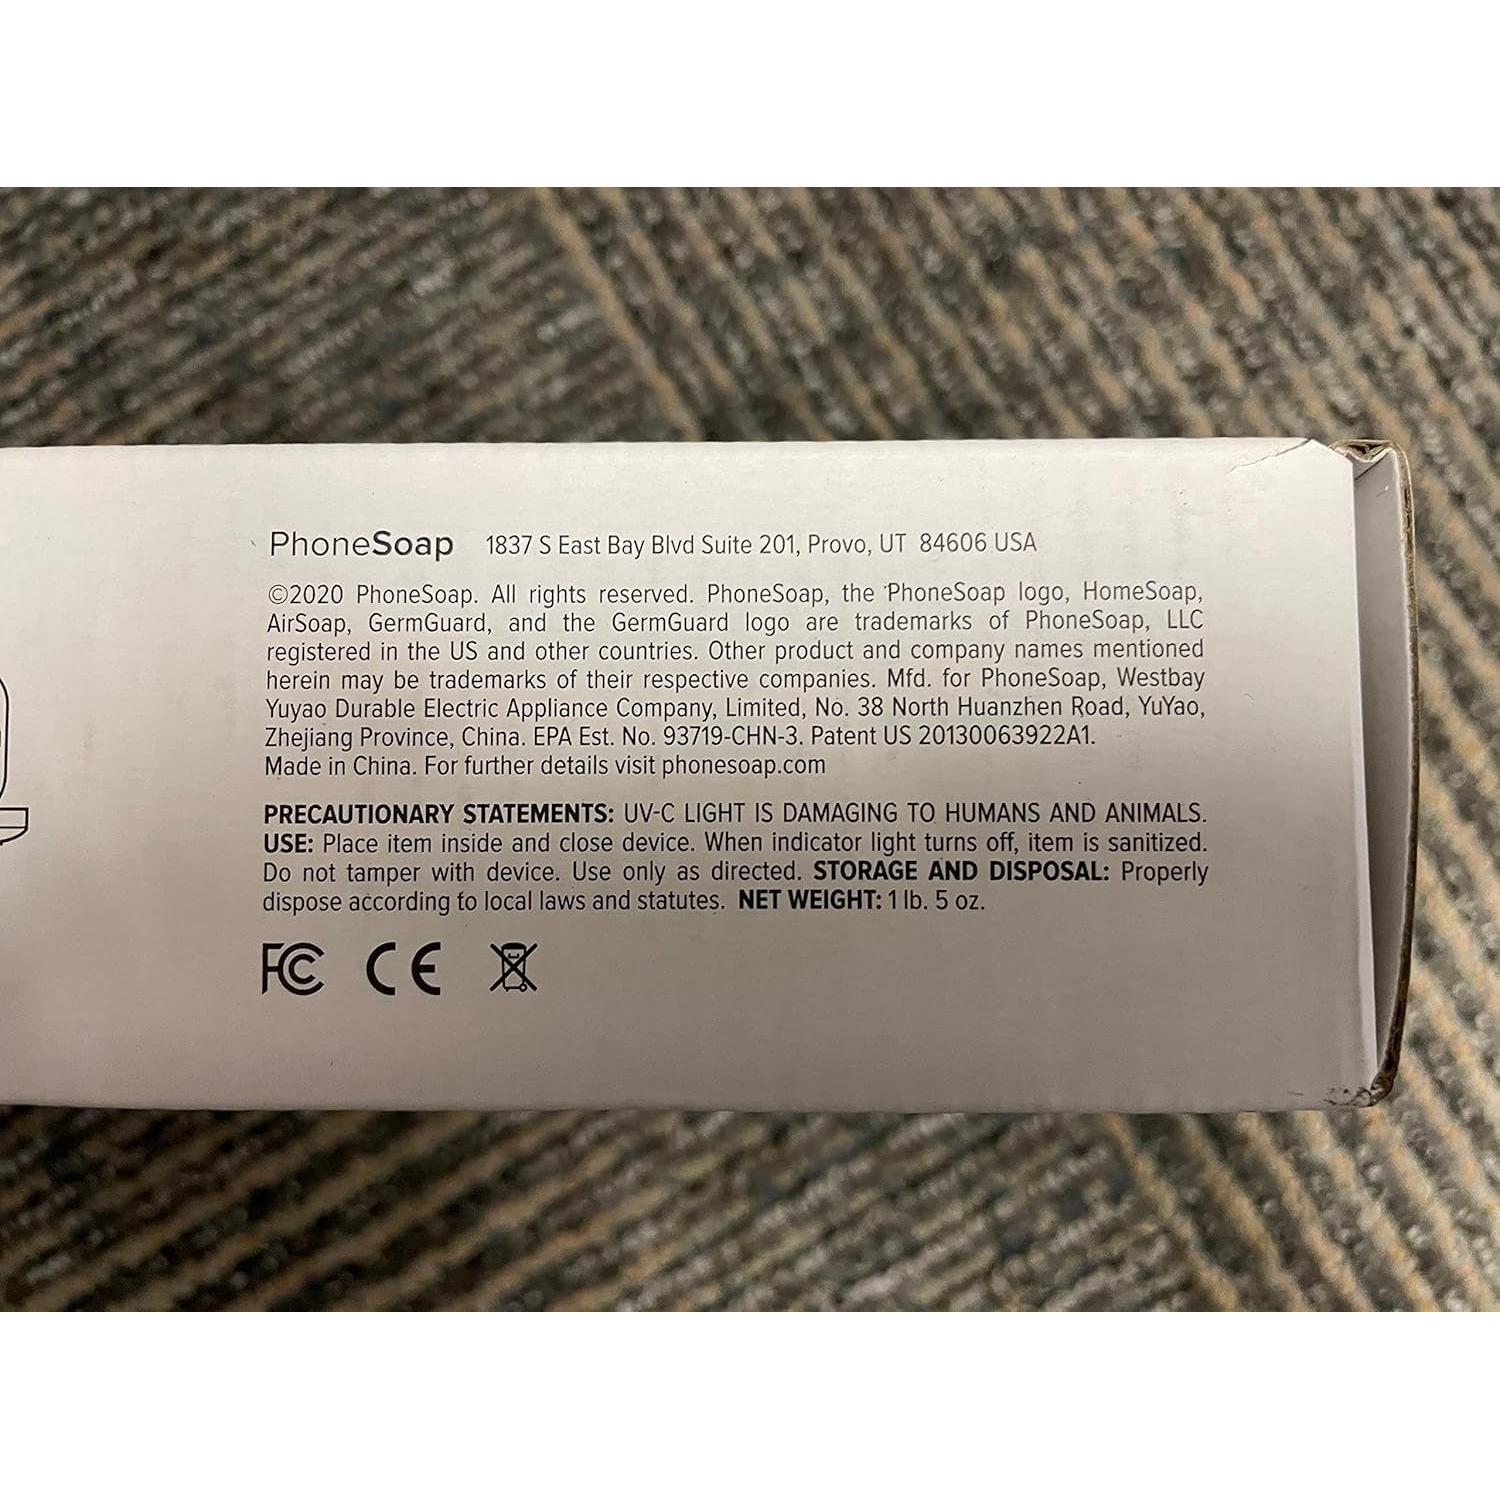 PhoneSoap 1837 S East Bay Blvd Suite 201, Provo, UT 84606 USA
©2020 PhoneSoap. All rights reserved. PhoneSoap, the PhoneSoap logo, HomeSoap,
AirSoap, GermGuard, and the GermGuard logo are trademarks of PhoneSoap, LLC
registered in the US and other countries. Other product and company names mentioned
herein may be trademarks of their respective companies. Mfd. for PhoneSoap, Westbay
Yuyao Durable Electric Appliance Company, Limited, No. 38 North Huanzhen Road, YuYao,
Zhejiang Province, China. EPA Est. No. 93719-CHN-3. Patent US 20130063922A1.
Made in China. For further details visit phonesoap.com
PRECAUTIONARY STATEMENTS: UV-C LIGHT IS DAMAGING TO HUMANS AND ANIMALS.
USE: Place item inside and close device. When indicator light turns off, item is sanitized.
Do not tamper with device. Use only as directed. STORAGE AND DISPOSAL: Properly
dispose according to local laws and statutes. NET WEIGHT: 1 lb. 5 oz.
FC CE